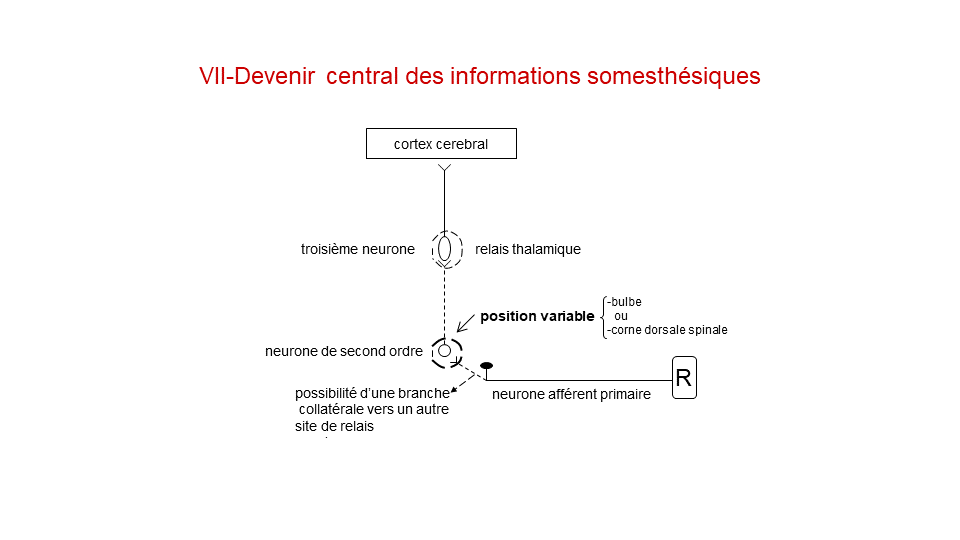 VII-Devenir central des informations somesthésiques
cortex cerebral
troisième neurone
relais thalamique
position variable
-bulbe
ou
-corne dorsale spinale
neurone de second ordre
R
possibilité d'une branche
collatérale vers un autre
site de relais
neurone afférent primaire